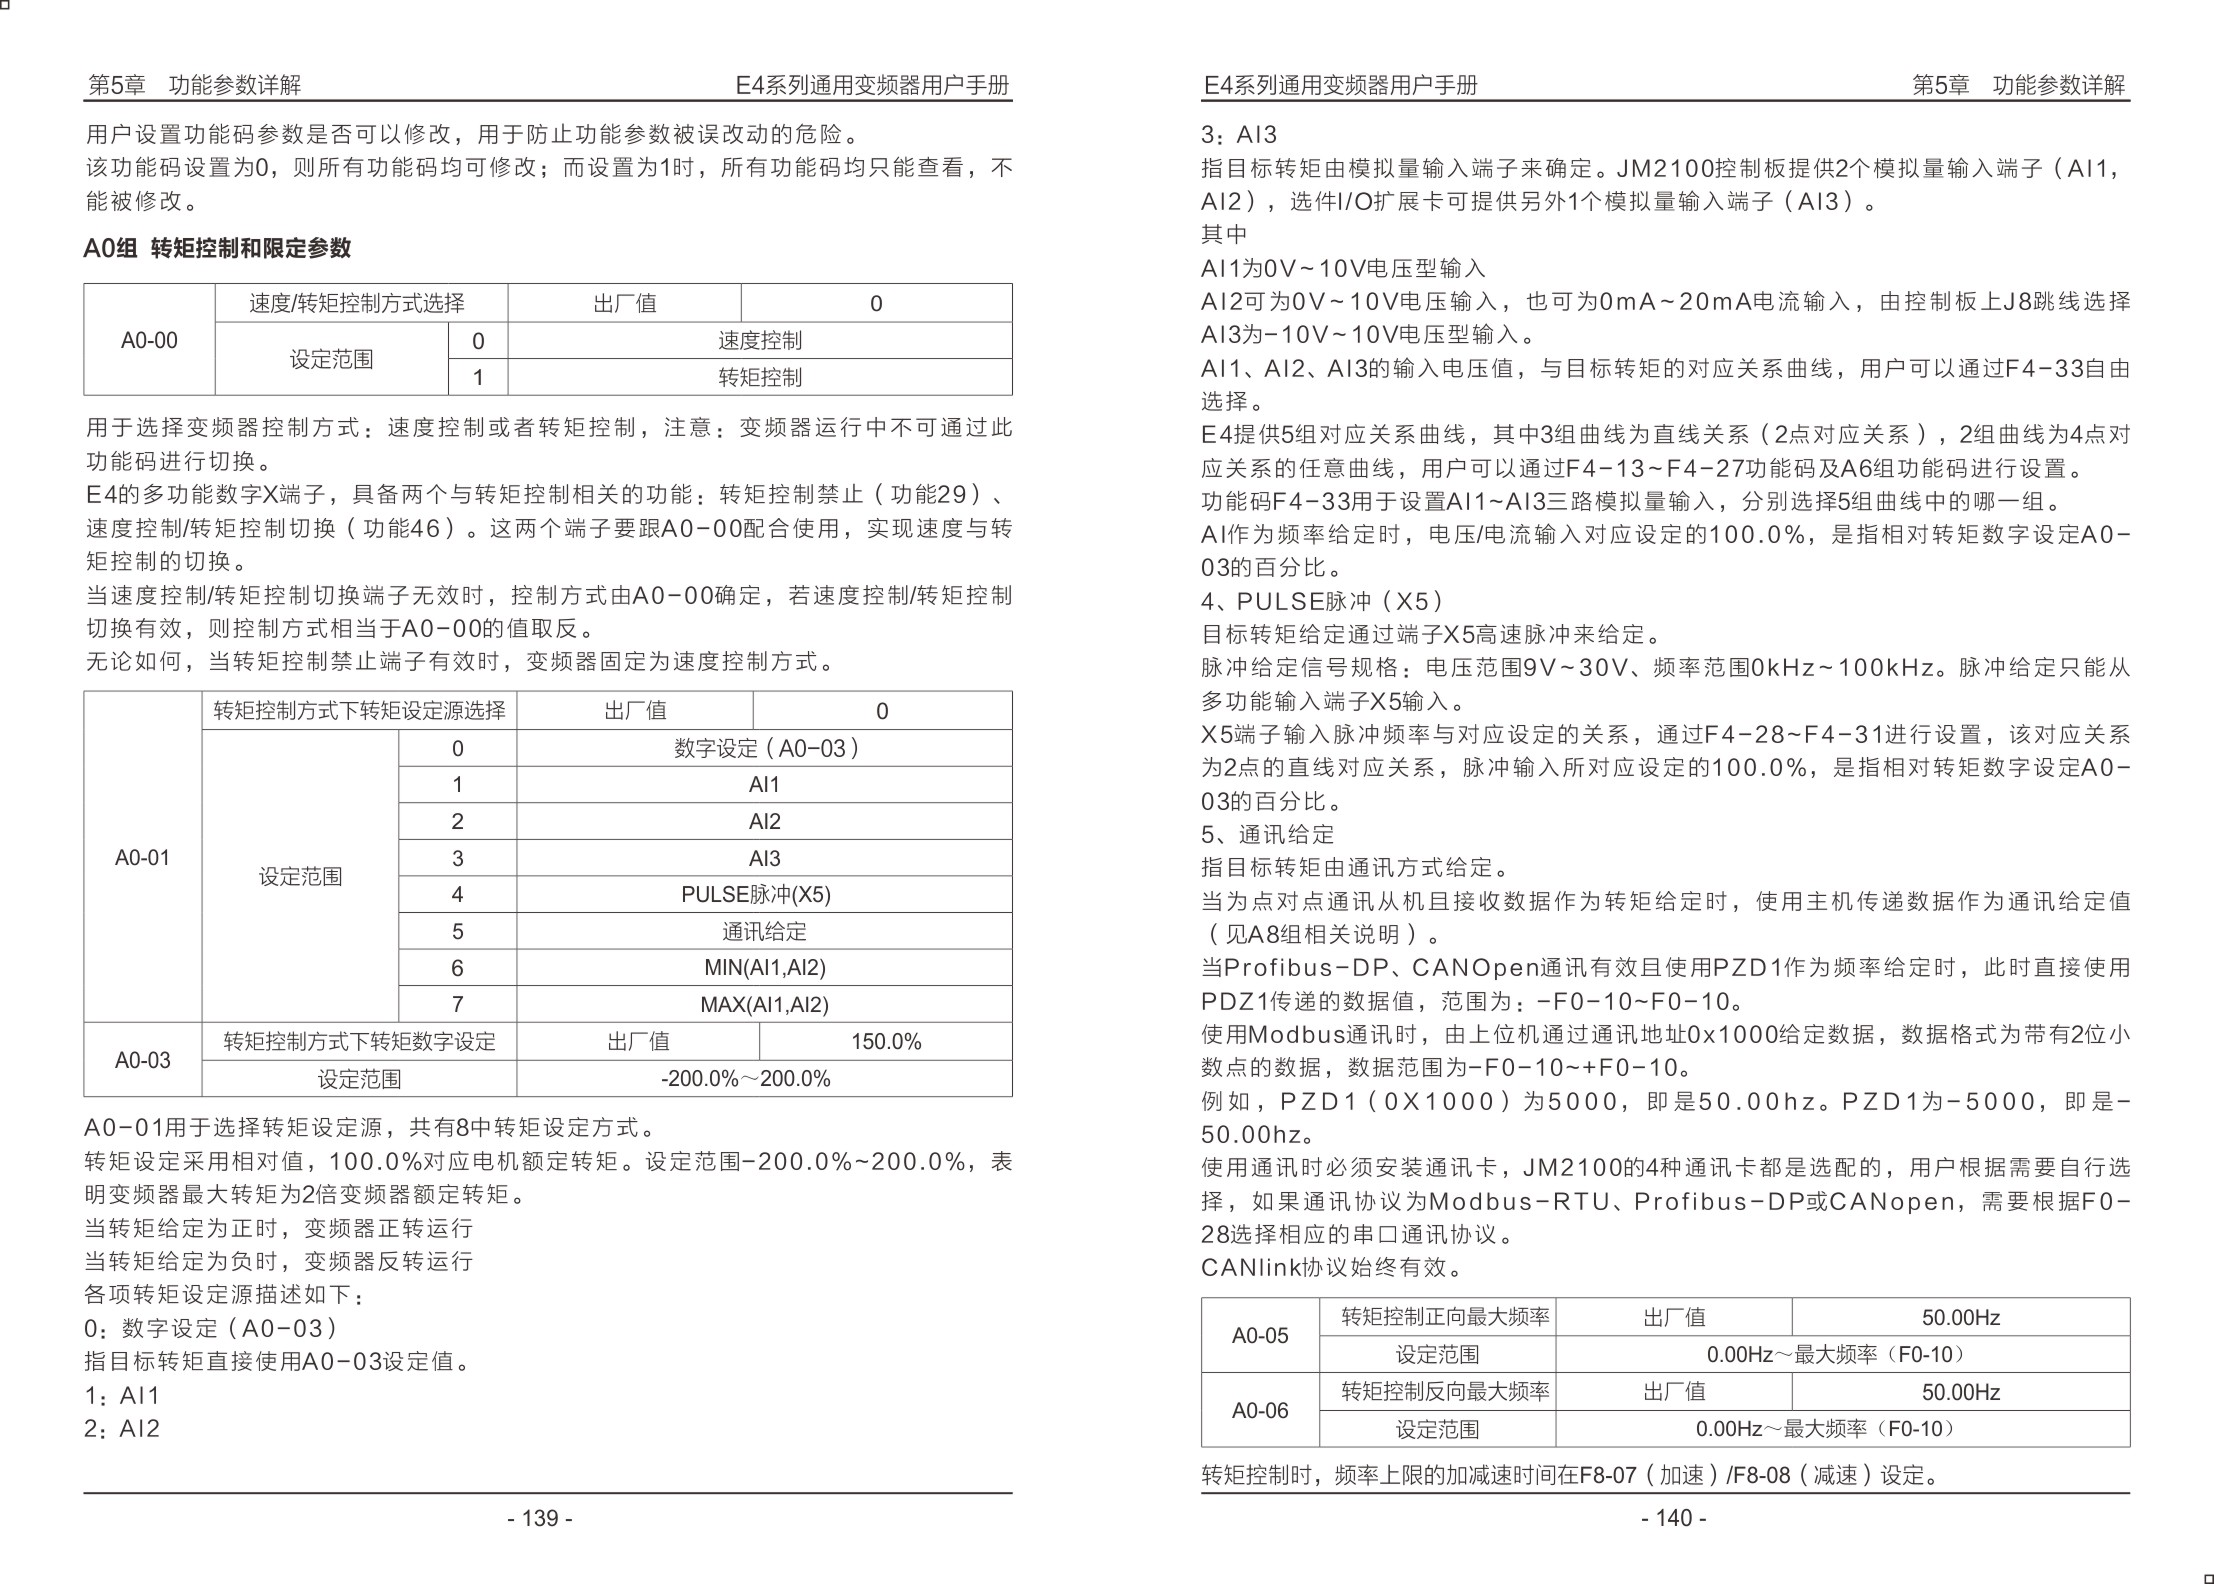 第5章 功能参数详解 E4系列通用变频器用户手册
用户设置功能码参数是否可以修改，用于防止功能参数被误改动的危险。
该功能码设置为0，则所有功能码均可修改；而设置为1时，所有功能码均只能查看，不
能被修改。
A0组 转矩控制和限定参数
A0-00 速度/转矩控制方式选择 出厂值 0
设定范围 0 速度控制
1 转矩控制
用于选择变频器控制方式：速度控制或者转矩控制，注意：变频器运行中不可通过此
功能码进行切换。
E4的多功能数字X端子，具备两个与转矩控制相关的功能：转矩控制禁止（功能29）、
速度控制/转矩控制切换（功能46）。这两个端子要跟A0-00配合使用，实现速度与转
矩控制的切换。
当速度控制/转矩控制切换端子无效时，控制方式由A0-00确定，若速度控制/转矩控制
切换有效，则控制方式相当于A0-00的值取反。
无论如何，当转矩控制禁止端子有效时，变频器固定为速度控制方式。
A0-01 转矩控制方式下转矩设定源选择 出厂值 0
设定范围 0 数字设定（A0-03）
1 AI1
2 AI2
3 AI3
4 PULSE脉冲(X5)
5 通讯给定
6 MIN(AI1,AI2)
7 MAX(AI1,AI2)
A0-03 转矩控制方式下转矩数字设定 出厂值 150.0%
设定范围 -200.0%～200.0%
A0-01用于选择转矩设定源，共有8中转矩设定方式。
转矩设定采用相对值，100.0%对应电机额定转矩。设定范围-200.0%~200.0%，表
明变频器最大转矩为2倍变频器额定转矩。
当转矩给定为正时，变频器正转运行
当转矩给定为负时，变频器反转运行
各项转矩设定源描述如下：
0：数字设定（A0-03）
指目标转矩直接使用A0-03设定值。
1：AI1
2：AI2
- 139 -
E4系列通用变频器用户手册 第5章 功能参数详解
3：AI3
指目标转矩由模拟量输入端子来确定。JM2100控制板提供2个模拟量输入端子（AI1，
AI2），选件I/O扩展卡可提供另外1个模拟量输入端子（AI3）。
其中
AI1为0V~10V电压型输入
AI2可为0V~10V电压输入，也可为0mA~20mA电流输入，由控制板上J8跳线选择
AI3为-10V~10V电压型输入。
AI1、AI2、AI3的输入电压值，与目标转矩的对应关系曲线，用户可以通过F4-33自由
选择。
E4提供5组对应关系曲线，其中3组曲线为直线关系（2点对应关系），2组曲线为4点对
应关系的任意曲线，用户可以通过F4-13~F4-27功能码及A6组功能码进行设置。
功能码F4-33用于设置AI1~AI3三路模拟量输入，分别选择5组曲线中的哪一组。
AI作为频率给定时，电压/电流输入对应设定的100.0%，是指相对转矩数字设定A0-
03的百分比。
4、PULSE脉冲（X5）
目标转矩给定通过端子X5高速脉冲来给定。
脉冲给定信号规格：电压范围9V~30V、频率范围0kHz~100kHz。脉冲给定只能从
多功能输入端子X5输入。
X5端子输入脉冲频率与对应设定的关系，通过F4-28~F4-31进行设置，该对应关系
为2点的直线对应关系，脉冲输入所对应设定的100.0%，是指相对转矩数字设定A0-
03的百分比。
5、通讯给定
指目标转矩由通讯方式给定。
当为点对点通讯从机且接收数据作为转矩给定时，使用主机传递数据作为通讯给定值
（见A8组相关说明）。
当Profibus-DP、CANOpen通讯有效且使用PZD1作为频率给定时，此时直接使用
PDZ1传递的数据值，范围为：-F0-10~F0-10。
使用Modbus通讯时，由上位机通过通讯地址0x1000给定数据，数据格式为带有2位小
数点的数据，数据范围为-F0-10~+F0-10。
例如，PZD1（0X1000）为5000，即是50.00hz。PZD1为-5000，即是-
50.00hz。
使用通讯时必须安装通讯卡，JM2100的4种通讯卡都是选配的，用户根据需要自行选
择，如果通讯协议为Modbus-RTU、Profibus-DP或CANopen，需要根据F0-
28选择相应的串口通讯协议。
CANlink协议始终有效。
A0-05 转矩控制正向最大频率 出厂值 50.00Hz
设定范围 0.00Hz～最大频率（F0-10）
A0-06 转矩控制反向最大频率 出厂值 50.00Hz
设定范围 0.00Hz～最大频率（F0-10）
转矩控制时，频率上限的加减速时间在F8-07（加速）/F8-08（减速）设定。
- 140 -